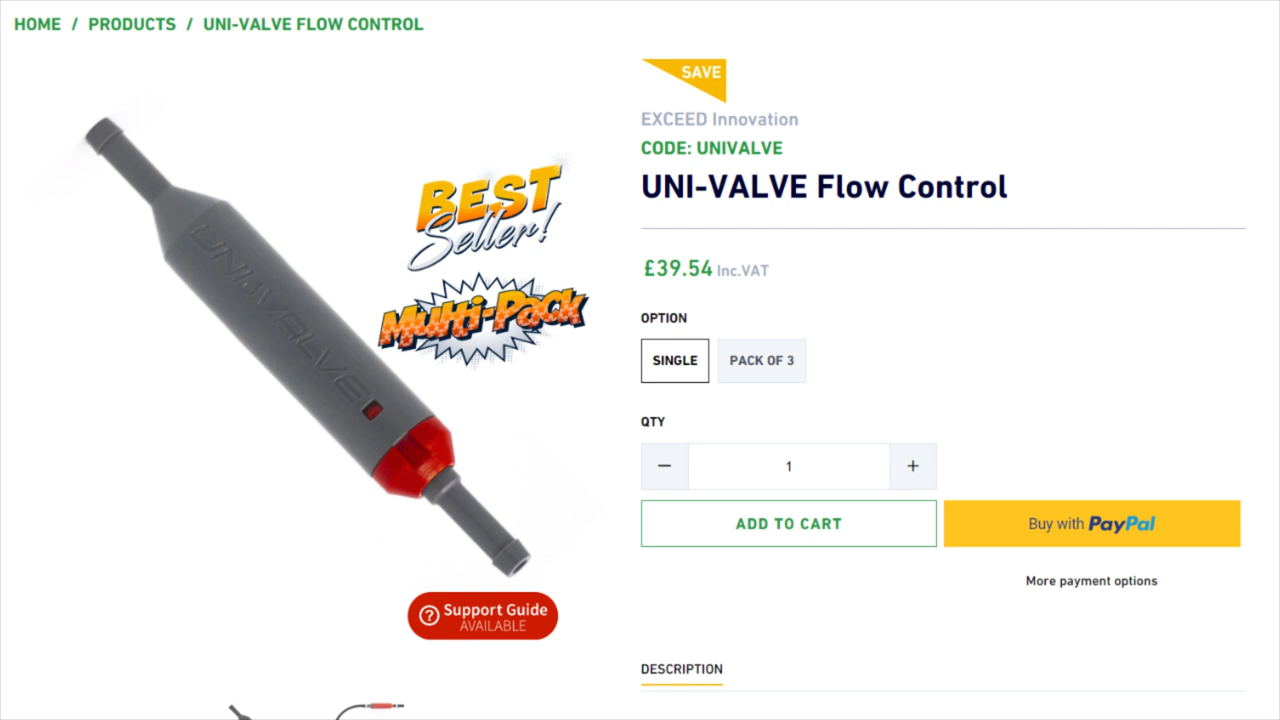 HOME / PRODUCTS / UNI-VALVE FLOW CONTROL
SAVE
EXCEED Innovation
CODE: UNIVALVE
UNI-VALVE Flow Control
£39.54 Inc.VAT
OPTION
SINGLE PACK OF 3
QTY
− 1 +
ADD TO CART
Buy with PayPal
More payment options
DESCRIPTION
UNIVALVE
BEST
Seller!
Multi-Pack
? Support Guide
AVAILABLE